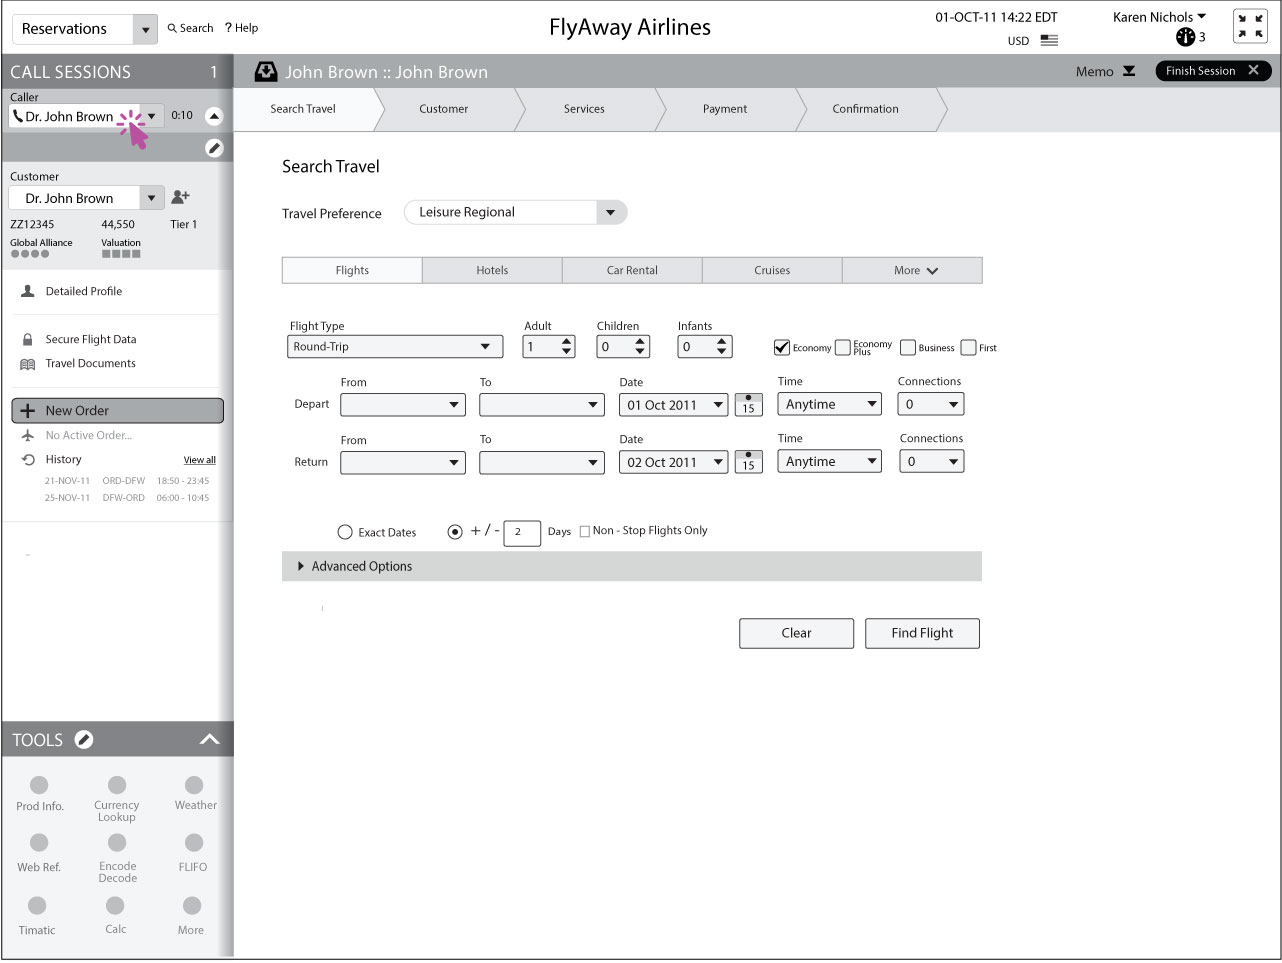 Reservations
Search
? Help
FlyAway Airlines
01-OCT-11 14:22 EDT
USD
Karen Nichols
3
CALL SESSIONS 1
John Brown :: John Brown
Memo
Finish Session X
Caller
Dr. John Brown
0:10
Search Travel
Customer
Services
Payment
Confirmation
Customer
Dr. John Brown
ZZ12345 44,550 Tier 1
Global Alliance Valuation
Detailed Profile
Secure Flight Data
Travel Documents
New Order
No Active Order...
History View all
21-NOV-11 ORD-DFW 18:50 - 23:45
25-NOV-11 DFW-ORD 06:00 - 10:45
TOOLS
Prod Info.
Currency
Lookup
Weather
Web Ref.
Encode
Decode
FLIFO
Timatic
Calc
More
Search Travel
Travel Preference Leisure Regional
Flights
Hotels
Car Rental
Cruises
More
Flight Type Adult Children Infants
Round-Trip 1 0 0
Economy
Economy
Plus
Business
First
From To Date Time Connections
Depart 01 Oct 2011 15 Anytime 0
From To Date Time Connections
Return 02 Oct 2011 15 Anytime 0
Exact Dates + / - 2 Days Non - Stop Flights Only
Advanced Options
Clear
Find Flight